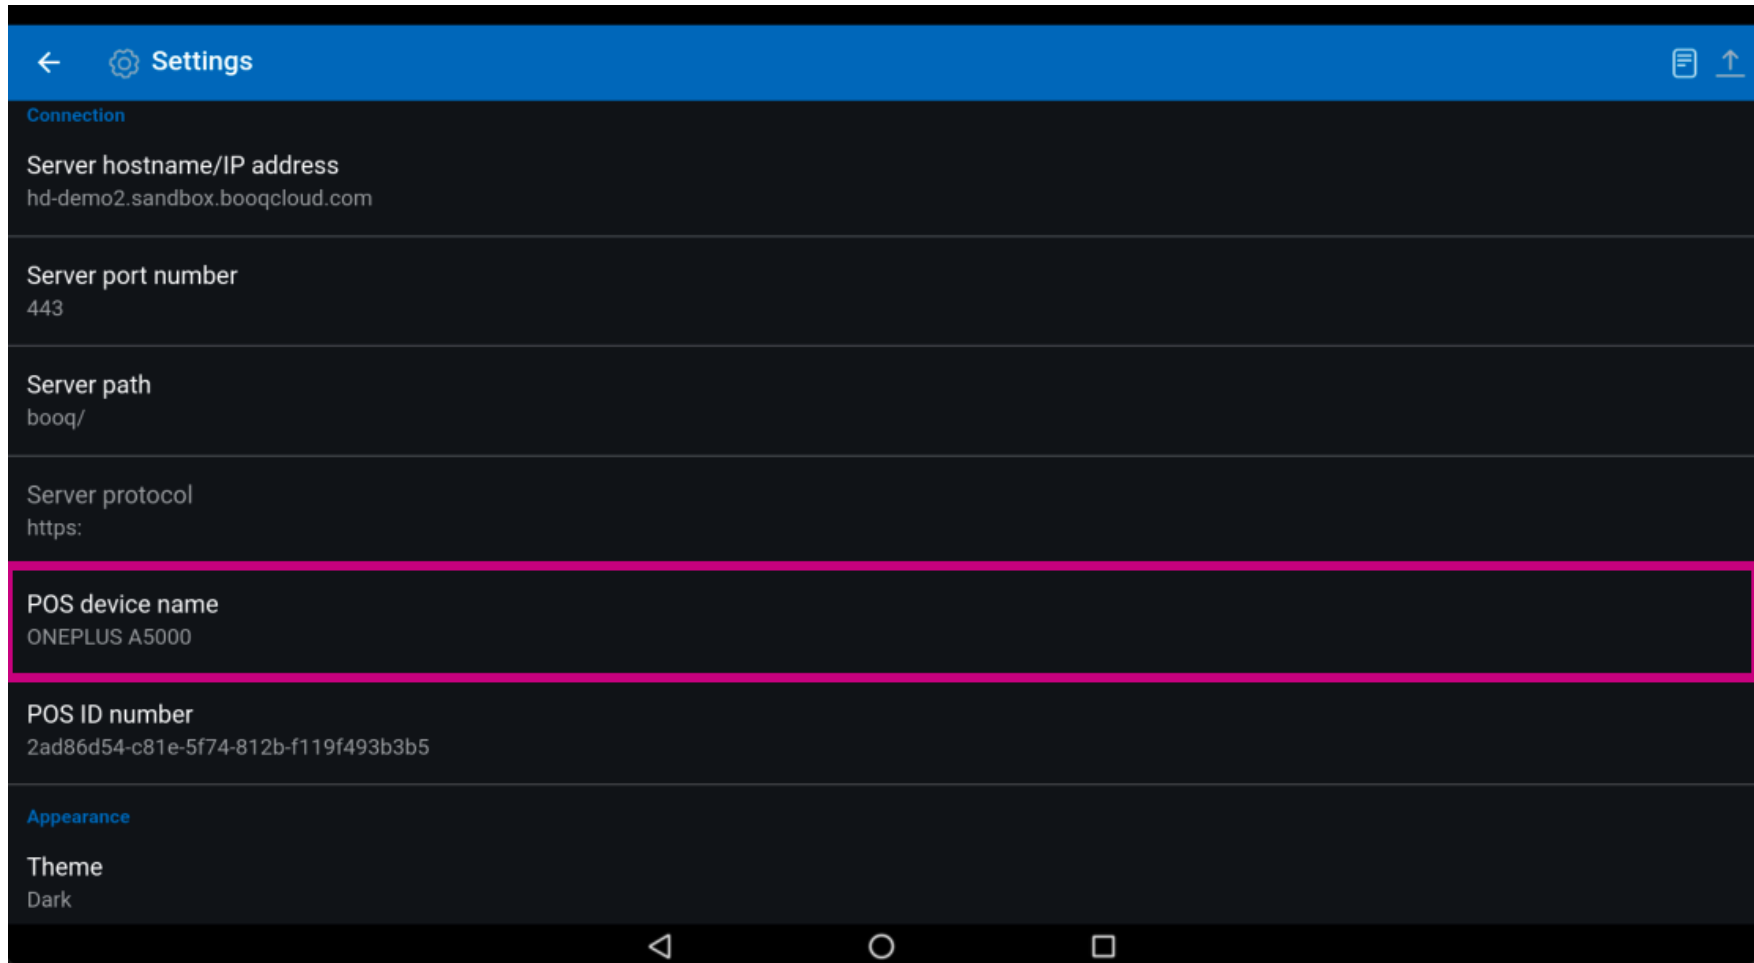 Settings
Connection
Server hostname/IP address
hd-demo2.sandbox.booqcloud.com
Server port number
443
Server path
booq/
Server protocol
https:
POS device name
ONEPLUS A5000
POS ID number
2ad86d54-c81e-5f74-812b-f119f493b3b5
Appearance
Theme
Dark